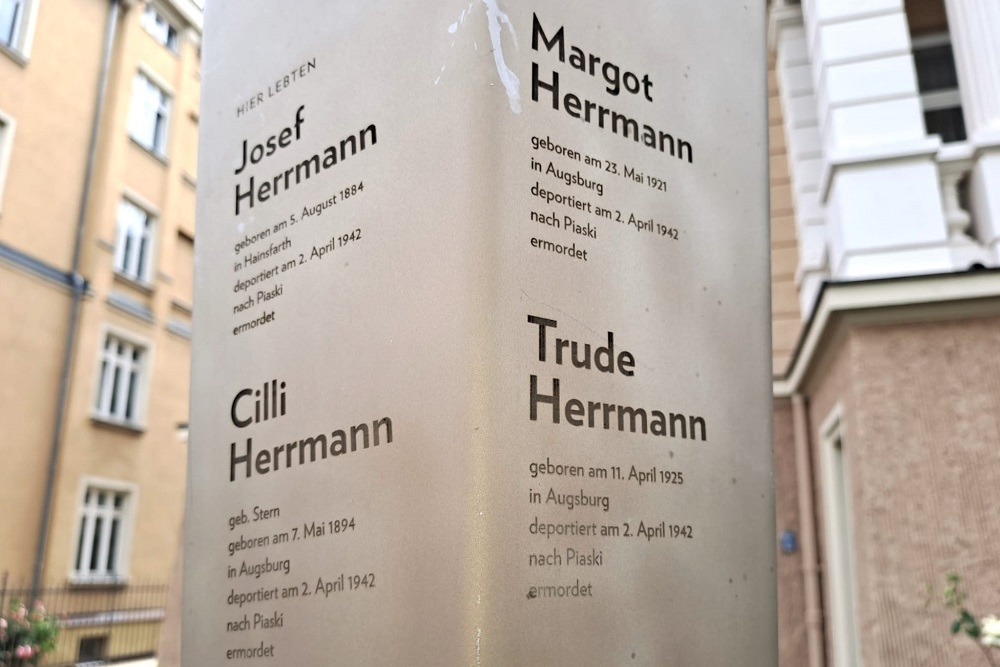 HIER LEBTEN
Josef
Herrmann
geboren am 5. August 1884
in Hainsfarth
deportiert am 2. April 1942
nach Piaski
ermordet
Cilli
Herrmann
geb. Stern
geboren am 7. Mai 1894
in Augsburg
deportiert am 2. April 1942
nach Piaski
ermordet
Margot
Herrmann
geboren am 23. Mai 1921
in Augsburg
deportiert am 2. April 1942
nach Piaski
ermordet
Trude
Herrmann
geboren am 11. April 1925
in Augsburg
deportiert am 2. April 1942
nach Piaski
ermordet